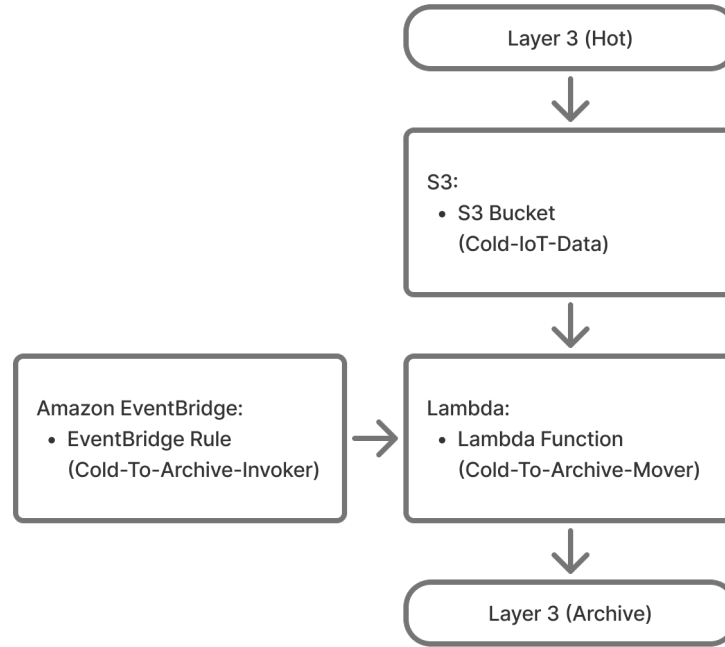 Layer 3 (Hot)
S3:
• S3 Bucket
(Cold-IoT-Data)
Amazon EventBridge:
• EventBridge Rule
(Cold-To-Archive-Invoker)
Lambda:
• Lambda Function
(Cold-To-Archive-Mover)
Layer 3 (Archive)